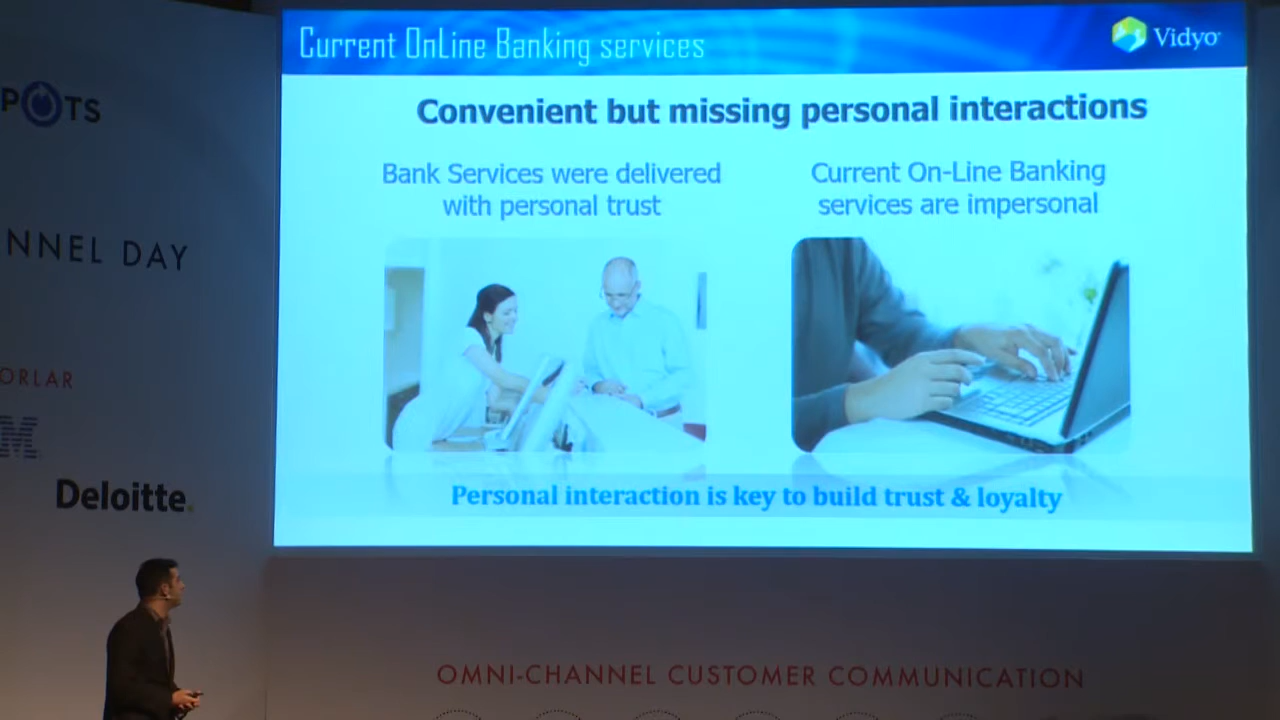 Current OnLine Banking services
Vidyo
Convenient but missing personal interactions
Bank Services were delivered
with personal trust
Current On-Line Banking
services are impersonal
Personal interaction is key to build trust & loyalty
POTS
NNEL DAY
ORLAR
Deloitte.
OMNI-CHANNEL CUSTOMER COMMUNICATION